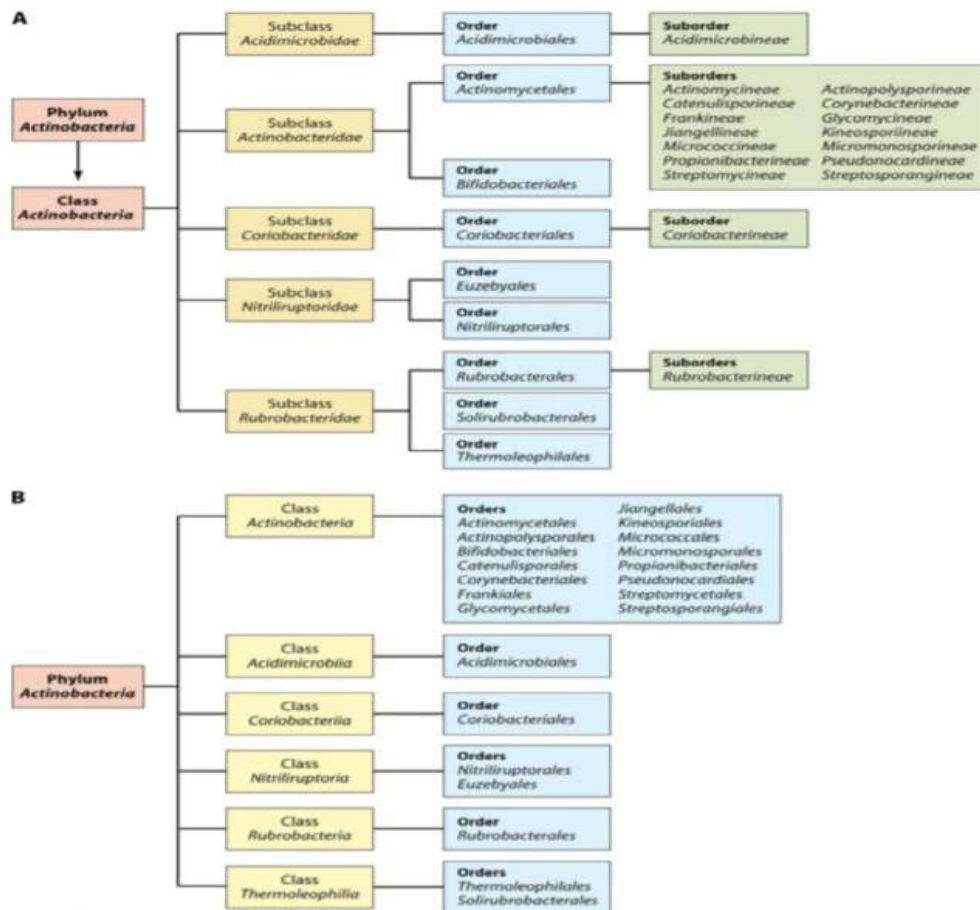 A
Subclass
Acidimicrobidae
Order
Acidimicrobiales
Suborder
Acidimicrobineae
Phylum
Actinobacteria
Class
Actinobacteria
Subclass
Actinobacteridae
Order
Actinomycetales
Suborders
Actinomycineae Actinopolysporineae
Catenulisporineae Corynebacterineae
Frankineae Glycomycineae
Jiangellineae Kineosporiineae
Micrococcineae Micromonosporineae
Propionibacterineae Pseudonocardineae
Streptomycineae Streptosporangineae
Order
Bifidobacteriales
Subclass
Coriobacteridae
Order
Coriobacteriales
Suborder
Coriobacterineae
Subclass
Nitriliruptoridae
Order
Euzebyales
Order
Nitriliruptorales
Subclass
Rubrobacteridae
Order
Rubrobacterales
Suborders
Rubrobacterineae
Order
Solirubrobacterales
Order
Thermoleophilales
B
Phylum
Actinobacteria
Class
Actinobacteria
Orders Jiangellales
Actinomycetales Kineosporiales
Actinopolysporales Micrococcales
Bifidobacteriales Micromonosporales
Catenulisporales Propionibacteriales
Corynebacteriales Pseudonocardiales
Frankiales Streptomycetales
Glycomycetales Streptosporangiales
Class
Acidimicrobiia
Order
Acidimicrobiales
Class
Coriobacteriia
Order
Coriobacteriales
Class
Nitriliruptoria
Orders
Nitriliruptorales
Euzebyales
Class
Rubrobacteria
Order
Rubrobacterales
Class
Thermoleophilia
Orders
Thermoleophilales
Solirubrobacterales